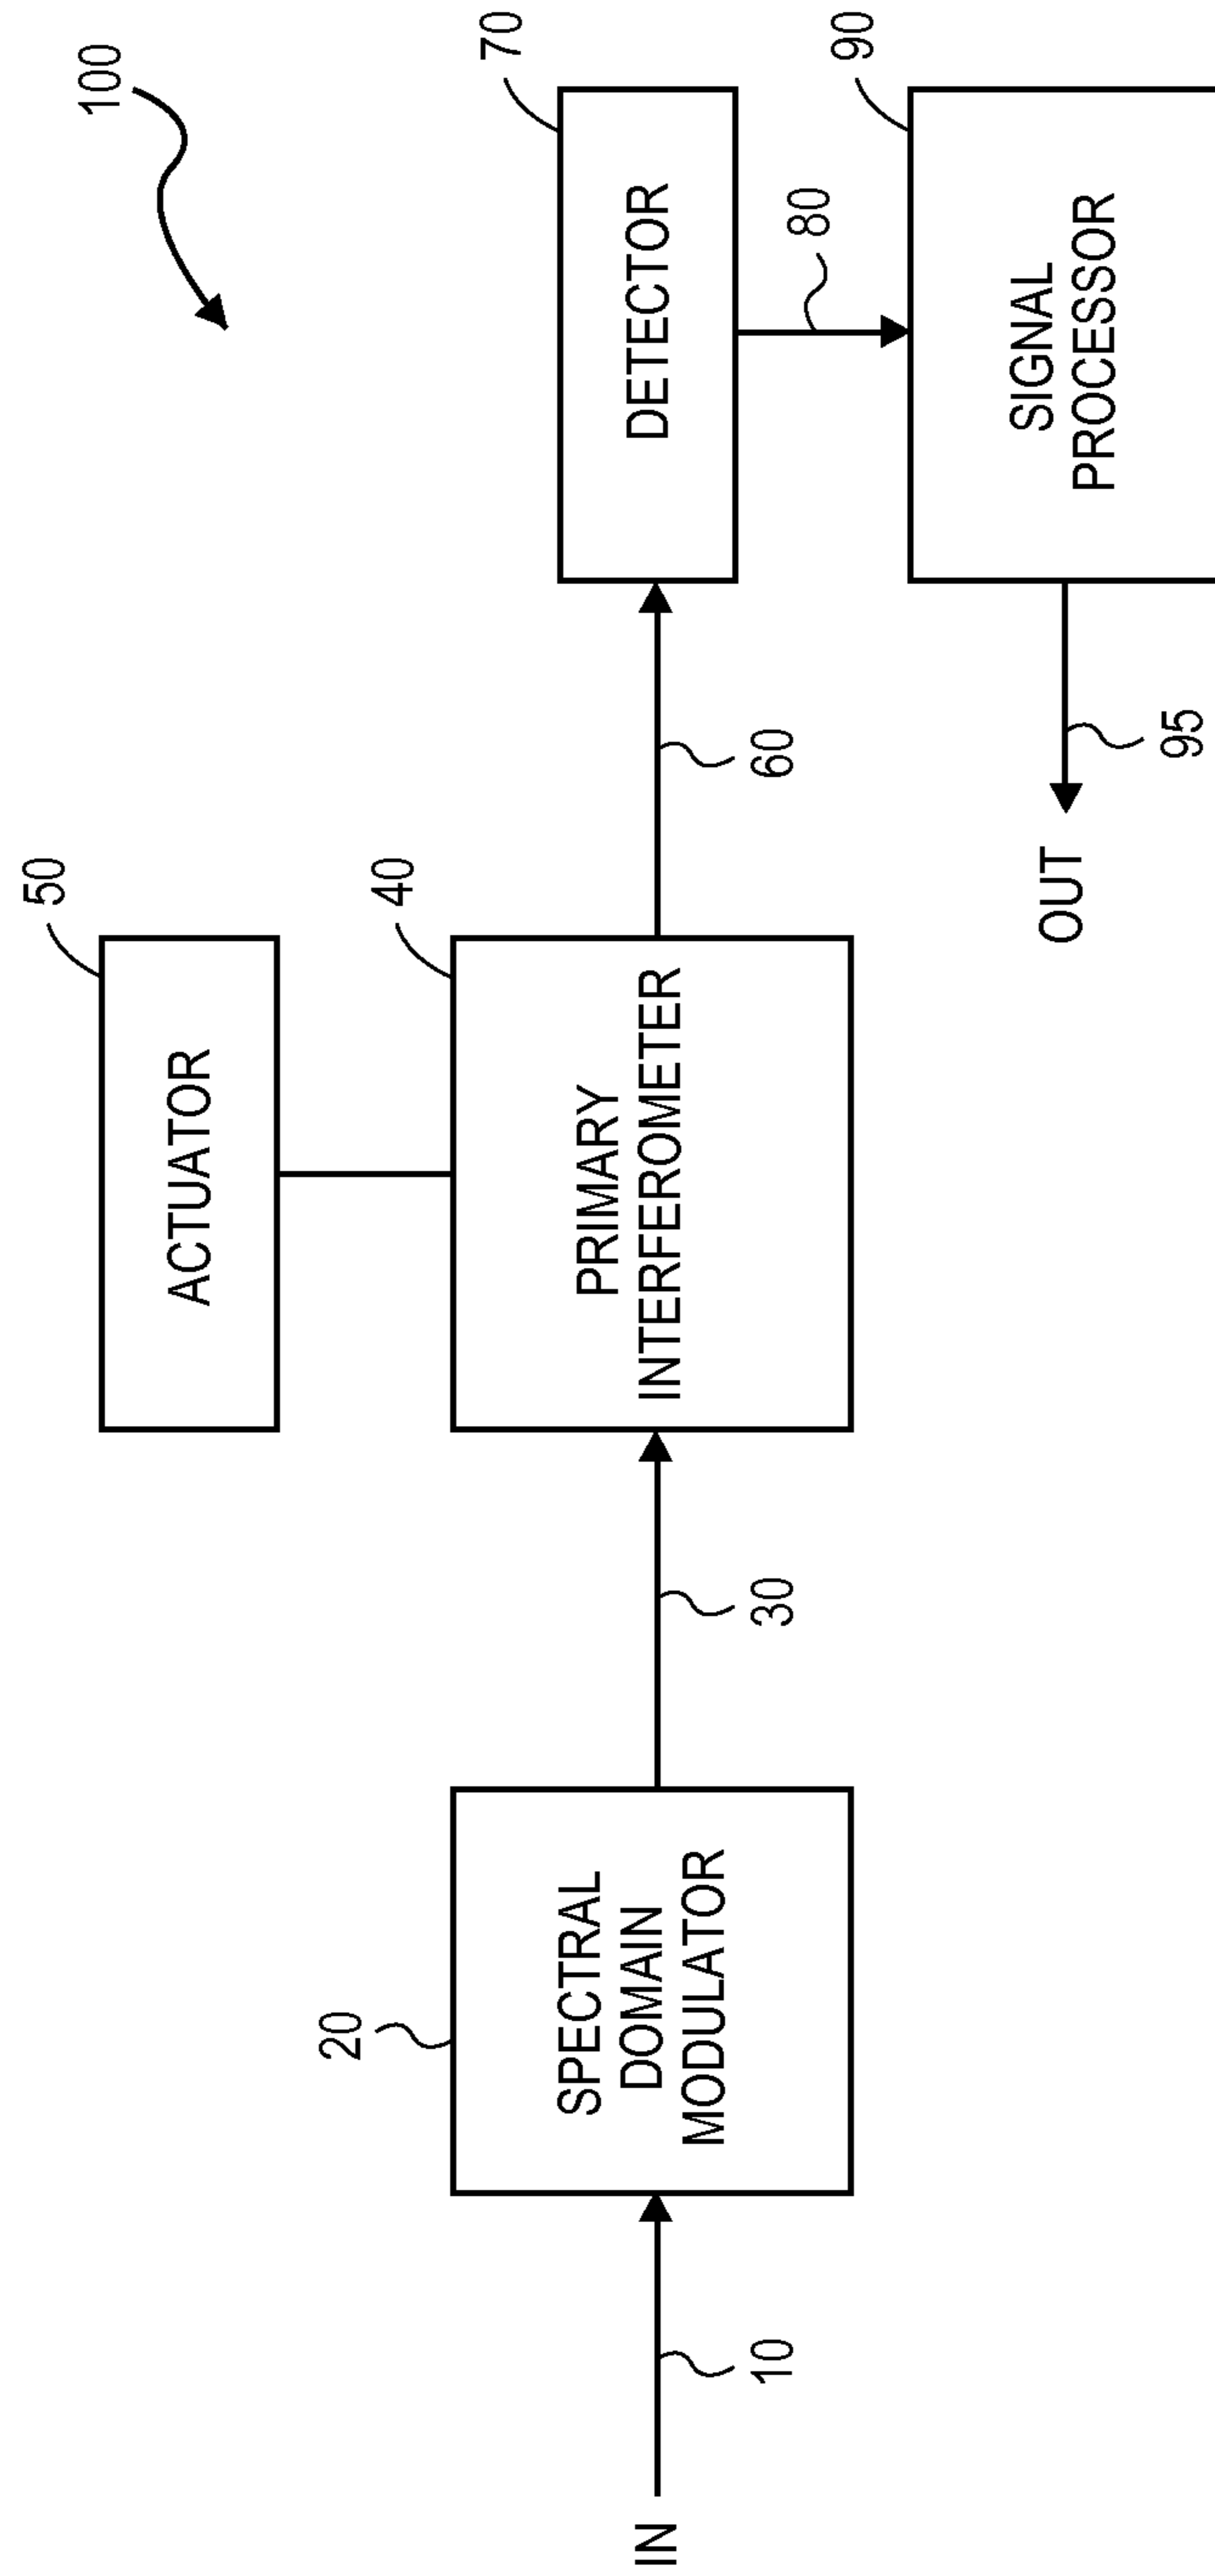 100
50
ACTUATOR
70
DETECTOR
40
PRIMARY
INTERFEROMETER
20
SPECTRAL
DOMAIN
MODULATOR
IN
10
30
60
80
90
SIGNAL
PROCESSOR
OUT
95